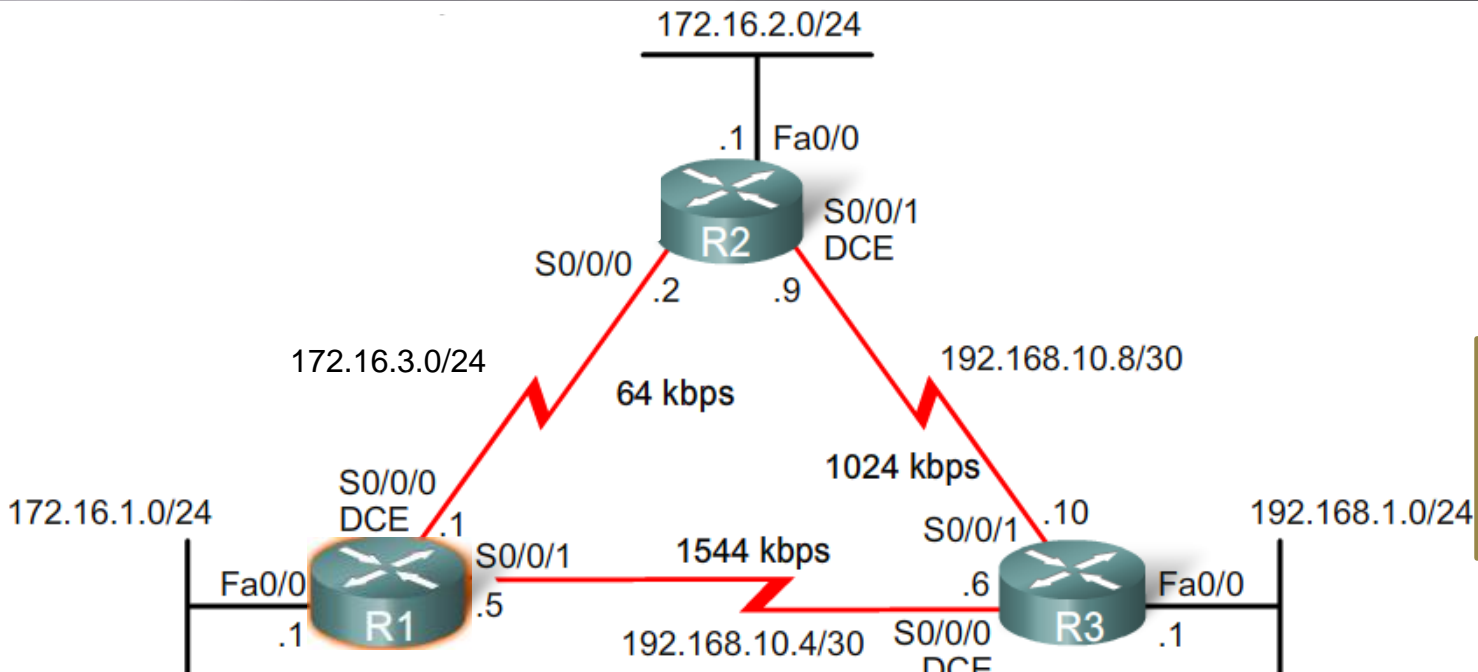 172.16.2.0/24
.1 Fa0/0
R2
S0/0/1
DCE
S0/0/0
.2
.9
172.16.3.0/24
64 kbps
192.168.10.8/30
1024 kbps
S0/0/0
DCE
.1
172.16.1.0/24
S0/0/1
.10
192.168.1.0/24
S0/0/1
1544 kbps
Fa0/0
.1
R1
.5
.6
Fa0/0
.1
R3
192.168.10.4/30
S0/0/0
DCE